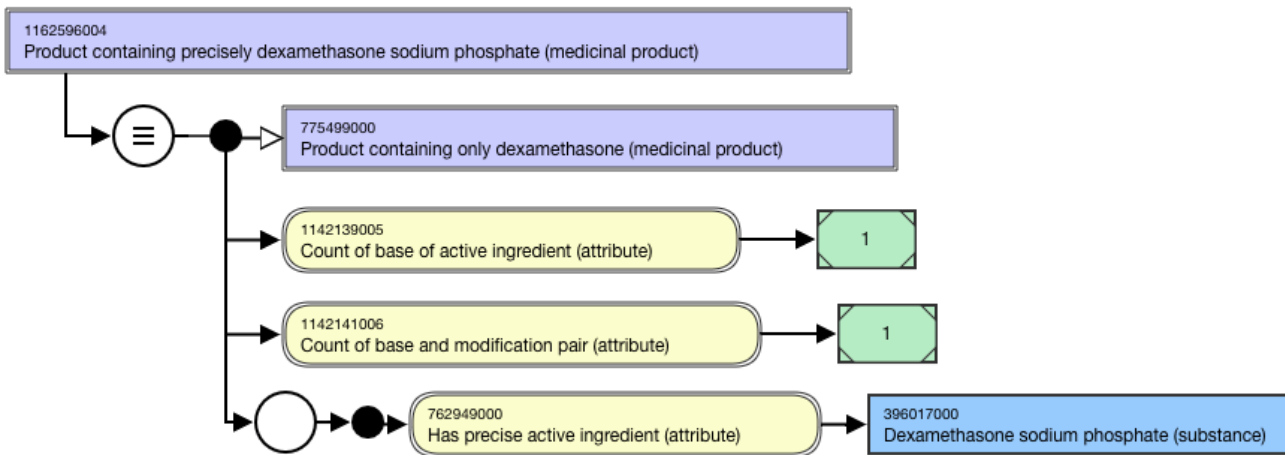 1162596004
Product containing precisely dexamethasone sodium phosphate (medicinal product)
775499000
Product containing only dexamethasone (medicinal product)
1142139005
Count of base of active ingredient (attribute)
1
1142141006
Count of base and modification pair (attribute)
1
762949000
Has precise active ingredient (attribute)
396017000
Dexamethasone sodium phosphate (substance)